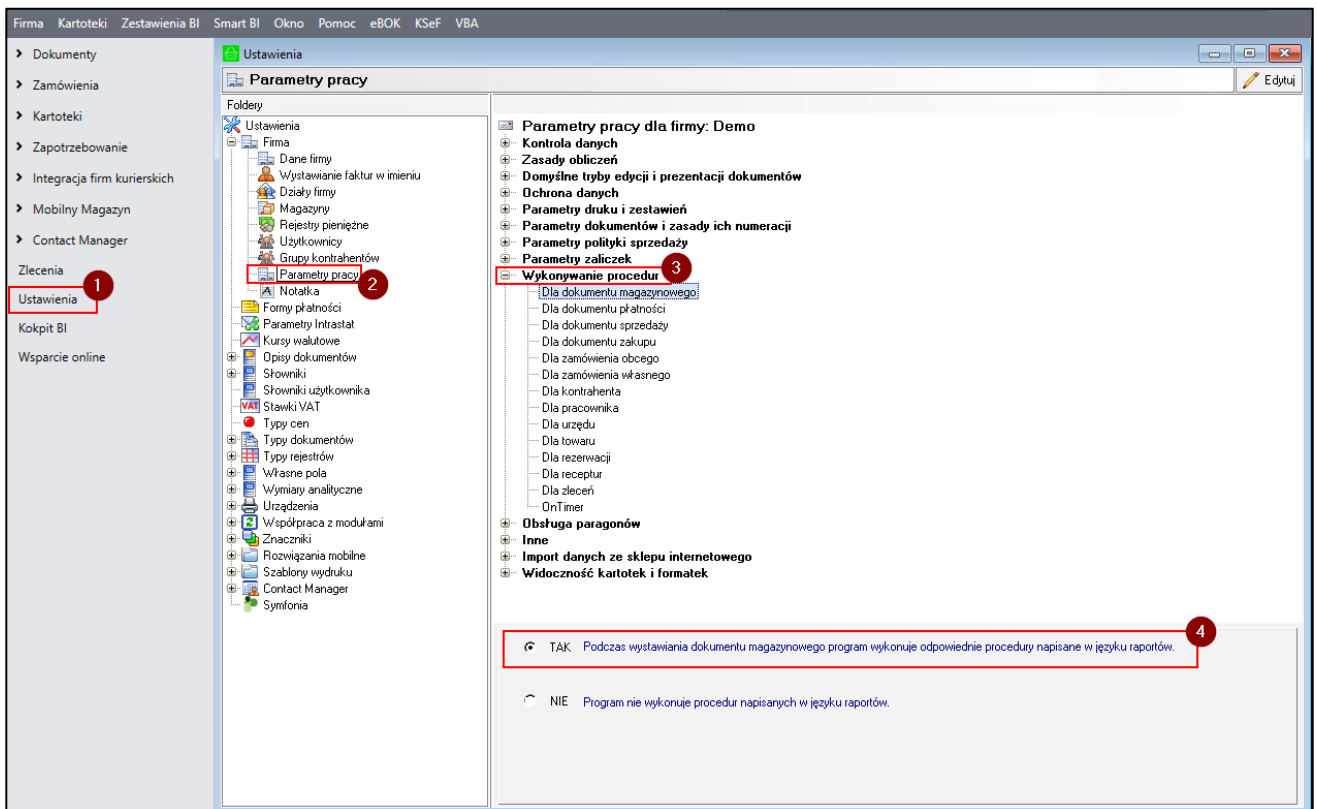 Firma Kartoteki Zestawienia BI Smart BI Okno Pomoc eBOK KSeF VBA
Dokumenty
Zamówienia
Kartoteki
Zapotrzebowanie
Integracja firm kurierskich
Mobilny Magazyn
Contact Manager
Zlecenia
1
Ustawienia
Kokpit BI
Wsparcie online
Ustawienia
Parametry pracy
Edytuj
Foldery
Ustawienia
Firma
Dane firmy
Wystawianie faktur w imieniu
Działy firmy
Magazyny
Rejestry pieniężne
Użytkownicy
Grupy kontrahentów
Parametry pracy
2
Notatka
Formy płatności
Parametry Intrastat
Kursy walutowe
Opisy dokumentów
Słowniki
Słowniki użytkownika
VAT Stawki VAT
Typy cen
Typy dokumentów
Typy rejestrów
Własne pola
Wymiary analityczne
Urządzenia
Współpraca z modułami
Znaczniki
Rozwiązania mobilne
Szablony wydruku
Contact Manager
Symfonia
Parametry pracy dla firmy: Demo
Kontrola danych
Zasady obliczeń
Domyślne tryby edycji i prezentacji dokumentów
Ochrona danych
Parametry druku i zestawień
Parametry dokumentów i zasady ich numeracji
Parametry polityki sprzedaży
Parametry zaliczek
Wykonywanie procedur
3
Dla dokumentu magazynowego
Dla dokumentu płatności
Dla dokumentu sprzedaży
Dla dokumentu zakupu
Dla zamówienia obcego
Dla zamówienia własnego
Dla kontrahenta
Dla pracownika
Dla urzędu
Dla towaru
Dla rezerwacji
Dla receptur
Dla zleceń
OnTimer
Obsługa paragonów
Inne
Import danych ze sklepu internetowego
Widoczność kartotek i formatek
4
TAK Podczas wystawiania dokumentu magazynowego program wykonuje odpowiednie procedury napisane w języku raportów.
NIE Program nie wykonuje procedur napisanych w języku raportów.